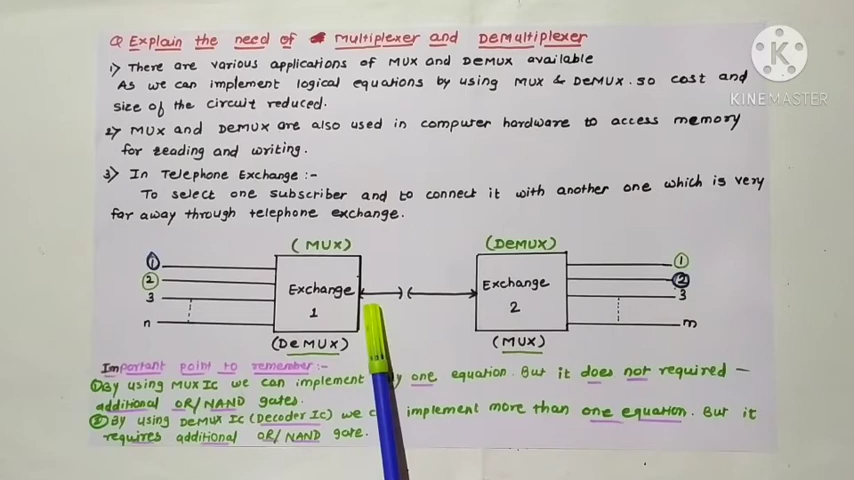 Q Explain the need of Multiplexer and DeMultiplexer
1) There are various applications of MUX and DeMUX available
As we can implement logical equations by using MUX & DeMUX. so cost and
size of the circuit reduced.
2) MUX and DeMUX are also used in computer hardware to access memory
for reading and writing.
3) In Telephone Exchange :-
To select one subscriber and to connect it with another one which is very
far away through telephone exchange.
(MUX) (DeMUX)
1 1
2 Exchange Exchange 2
3 1 2 3
n m
(DeMUX) (MUX)
Important point to remember :-
1 By using MUX IC we can implement one equation. But it does not required -
additional OR/NAND gates.
2 By using DeMUX IC (Decoder IC) we implement more than one equation. But it
requires additional OR/NAND gate.
K
KINEMASTER